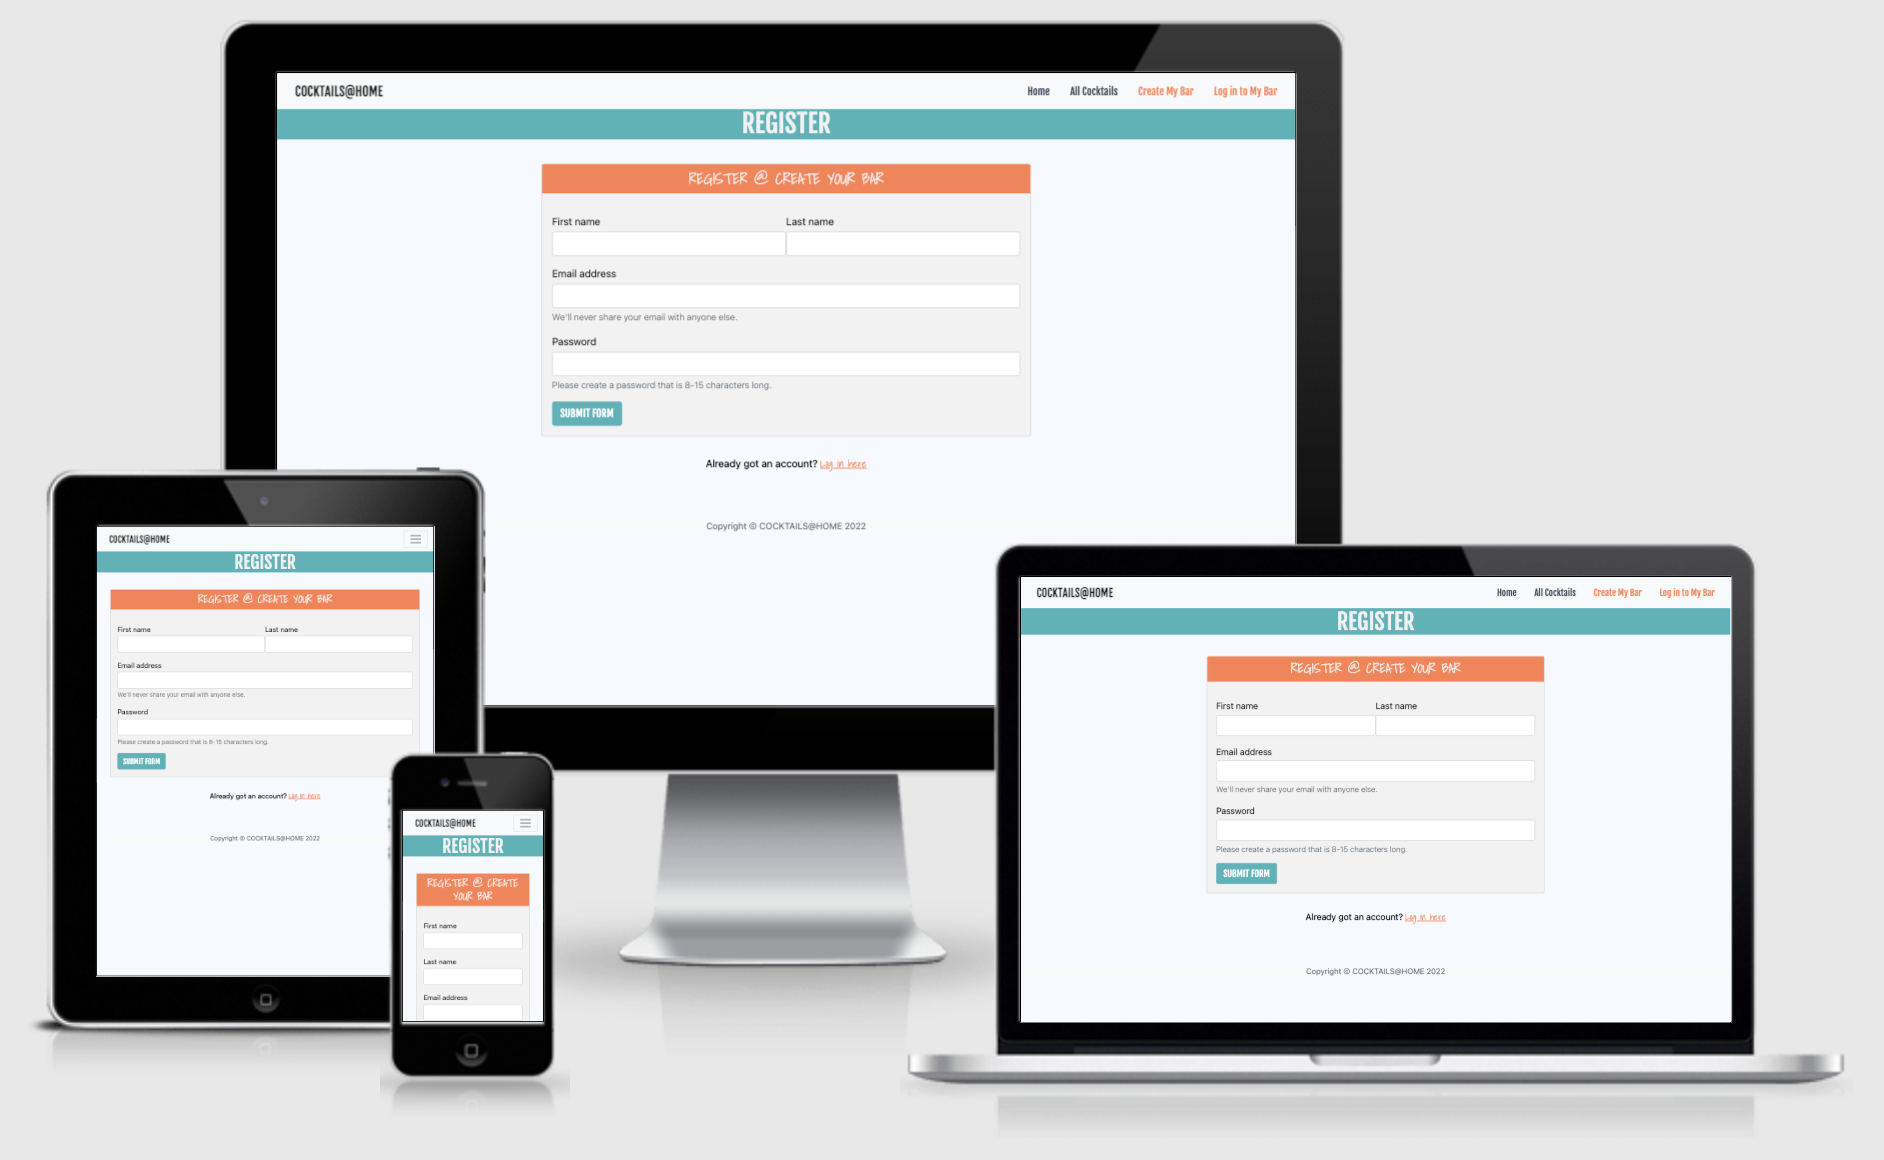 COCKTAILS@HOME
Home All Cocktails Create My Bar Log in to My Bar
REGISTER
REGISTER @ CREATE YOUR BAR
First name Last name
Email address
We'll never share your email with anyone else.
Password
Please create a password that is 8-15 characters long.
SUBMIT FORM
Already got an account? Log in here
Copyright © COCKTAILS@HOME 2022
COCKTAILS@HOME
REGISTER
REGISTER @ CREATE YOUR BAR
First name Last name
Email address
We'll never share your email with anyone else.
Password
Please create a password that is 8-15 characters long.
SUBMIT FORM
Already got an account? Log in here
Copyright © COCKTAILS@HOME 2022
COCKTAILS@HOME
REGISTER
REGISTER @ CREATE
YOUR BAR
First name
Last name
Email address
COCKTAILS@HOME
Home All Cocktails Create My Bar Log in to My Bar
REGISTER
REGISTER @ CREATE YOUR BAR
First name Last name
Email address
We'll never share your email with anyone else.
Password
Please create a password that is 8-15 characters long.
SUBMIT FORM
Already got an account? Log in here
Copyright © COCKTAILS@HOME 2022